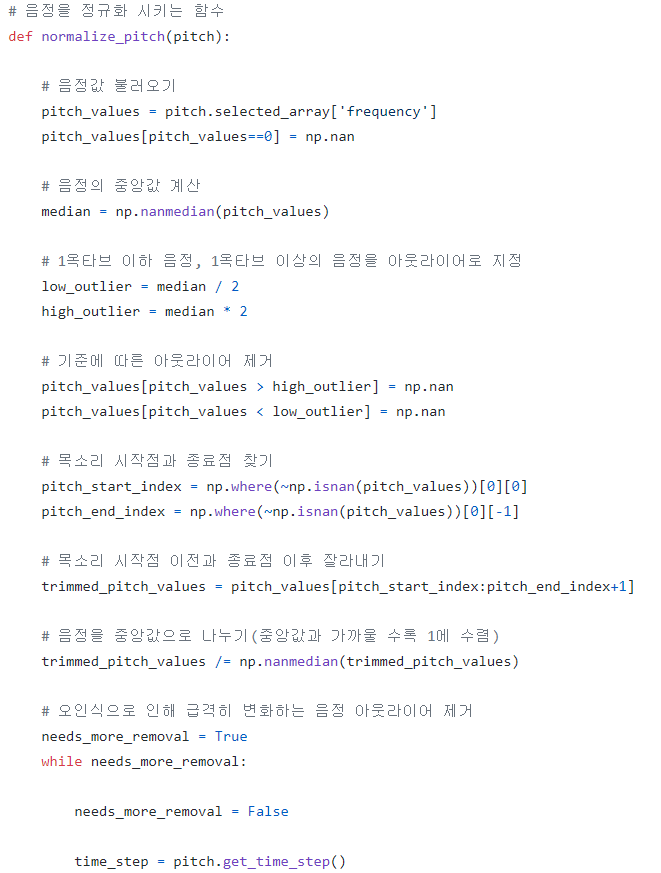 # 음정을 정규화 시키는 함수
def normalize_pitch(pitch):
# 음정값 불러오기
pitch_values = pitch.selected_array['frequency']
pitch_values[pitch_values==0] = np.nan
# 음정의 중앙값 계산
median = np.nanmedian(pitch_values)
# 1옥타브 이하 음정, 1옥타브 이상의 음정을 아웃라이어로 지정
low_outlier = median / 2
high_outlier = median * 2
# 기준에 따른 아웃라이어 제거
pitch_values[pitch_values > high_outlier] = np.nan
pitch_values[pitch_values < low_outlier] = np.nan
# 목소리 시작점과 종료점 찾기
pitch_start_index = np.where(~np.isnan(pitch_values))[0][0]
pitch_end_index = np.where(~np.isnan(pitch_values))[0][-1]
# 목소리 시작점 이전과 종료점 이후 잘라내기
trimmed_pitch_values = pitch_values[pitch_start_index:pitch_end_index+1]
# 음정을 중앙값으로 나누기(중앙값과 가까울 수록 1에 수렴)
trimmed_pitch_values /= np.nanmedian(trimmed_pitch_values)
# 오인식으로 인해 급격히 변화하는 음정 아웃라이어 제거
needs_more_removal = True
while needs_more_removal:
needs_more_removal = False
time_step = pitch.get_time_step()